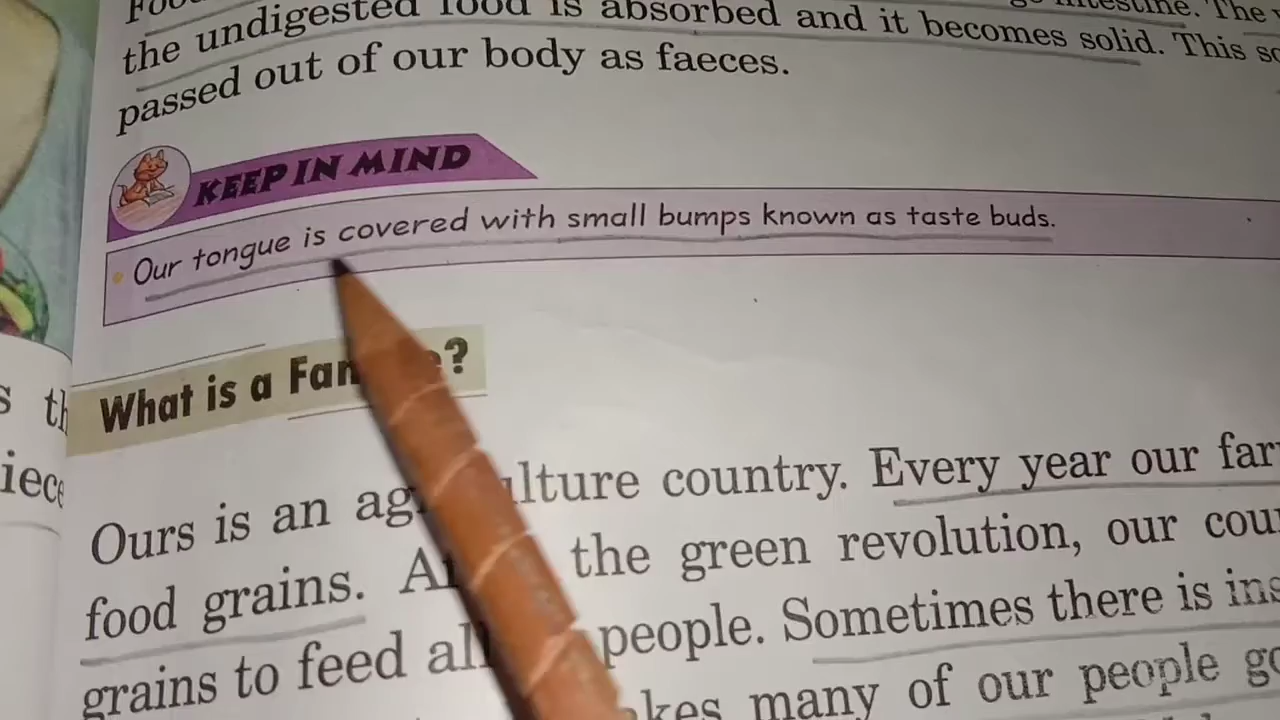 the undigested food is absorbed and it becomes solid. This
passed out of our body as faeces.
KEEP IN MIND
Our tongue is covered with small bumps known as taste buds.
What is a ?
Ours is an country. Every year our
food grains. the green revolution, our
grains to feed people. Sometimes there is
many of our people